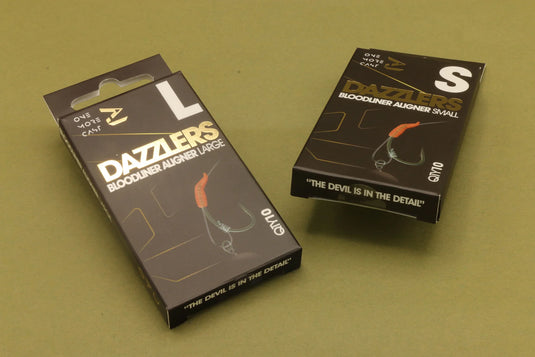 ONE
MORE
CAST
L
DAZZLERS
BLOODLINER ALIGNER LARGE
QTY10
"THE DEVIL IS IN THE DETAIL"
ONE
MORE
CAST
S
DAZZLERS
BLOODLINER ALIGNER SMALL
QTY10
"THE DEVIL IS IN THE DETAIL"